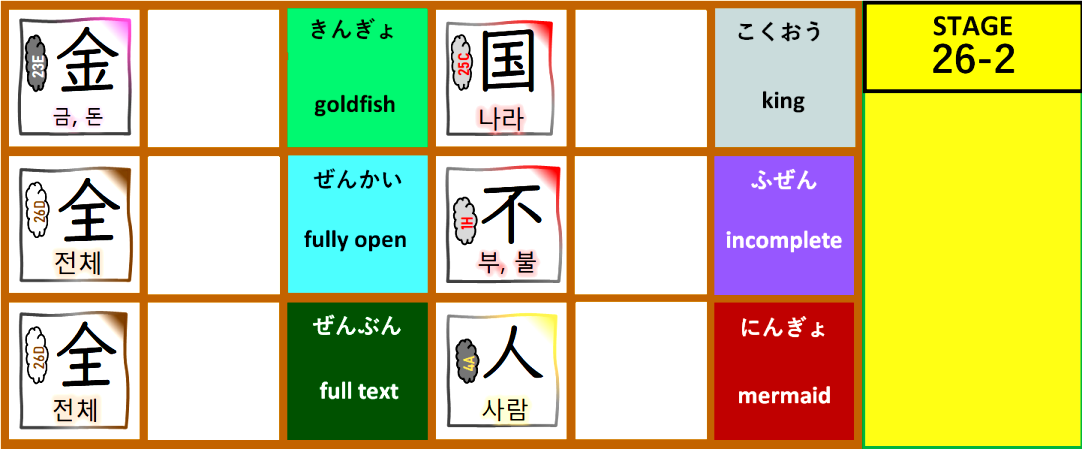 23E
金
금, 돈
きんぎょ
goldfish
25C
国
나라
こくおう
king
STAGE
26-2
26D
全
전체
ぜんかい
fully open
1H
不
부, 불
ふぜん
incomplete
26D
全
전체
ぜんぶん
full text
4A
人
사람
にんぎょ
mermaid